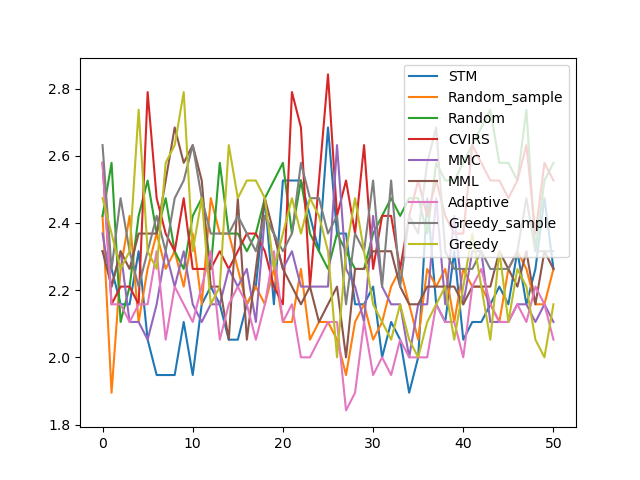 2.8
2.6
2.4
2.2
2.0
1.8
0
10
20
30
40
50
STM
Random_sample
Random
CVIRS
MMC
MML
Adaptive
Greedy_sample
Greedy